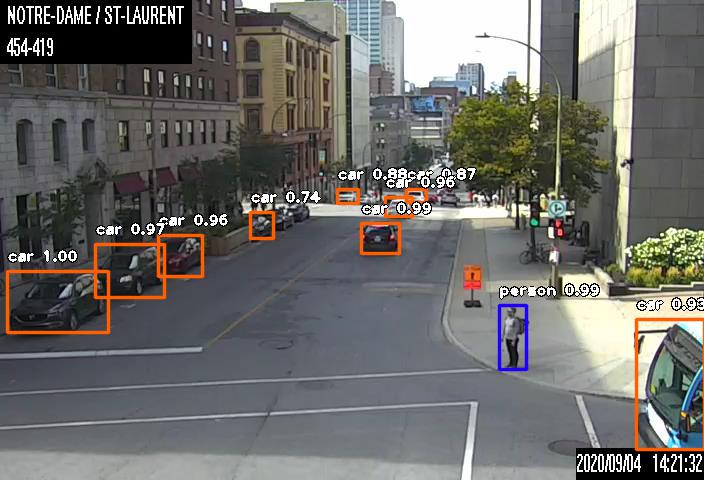 NOTRE-DAME / ST-LAURENT
454-419
car 0.88
car 0.87
car 0.96
car 0.74
car 0.99
car 0.96
car 0.97
car 1.00
person 0.99
car 0.93
P
2020/09/04 14:21:32